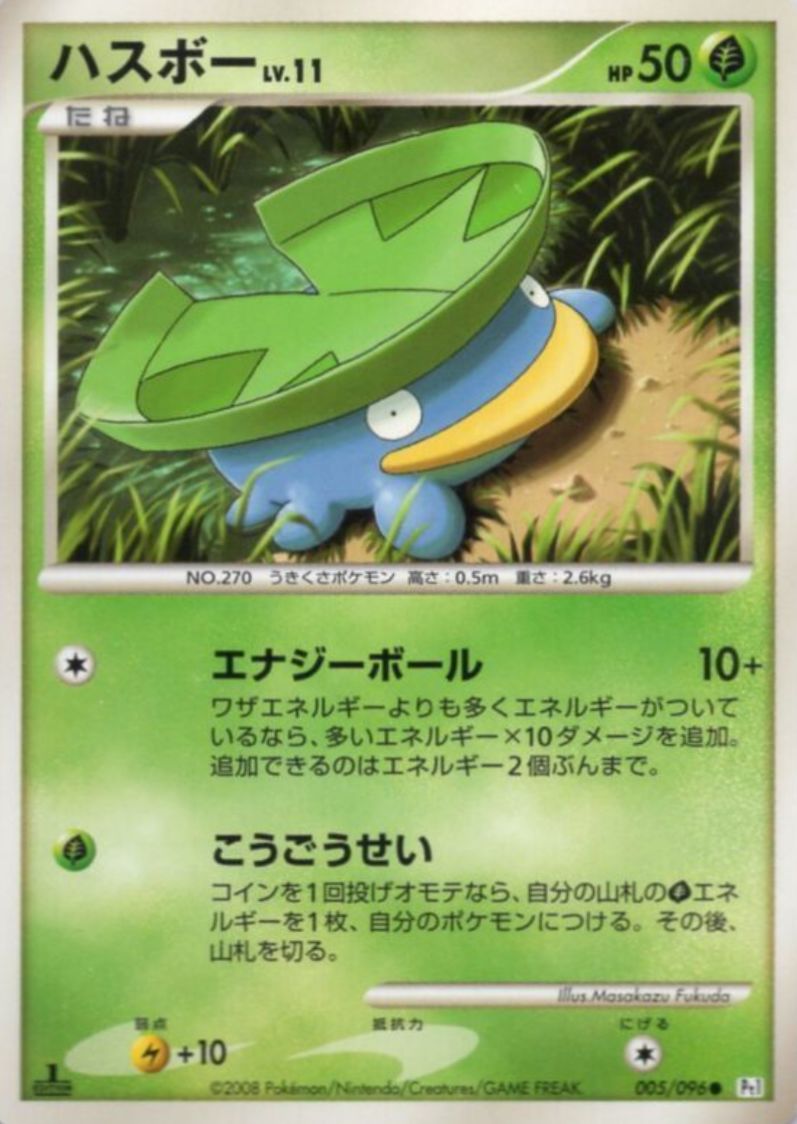 ハスボー LV.11 HP 50
たね
NO.270 うきくさポケモン 高さ:0.5m 重さ:2.6kg
エナジーボール 10+
ワザエネルギーよりも多くエネルギーがついて
いるなら、多いエネルギー×10ダメージを追加。
追加できるのはエネルギー2個ぶんまで。
こうごうせい
コインを1回投げオモテなら、自分の山札のエネ
ルギーを1枚、自分のポケモンにつける。その後、
山札を切る。
Illus. Masakazu Fukuda
弱点 抵抗力 にげる
+10
1
©2008 Pokémon/Nintendo/Creatures/GAME FREAK. 005/096 Pt1